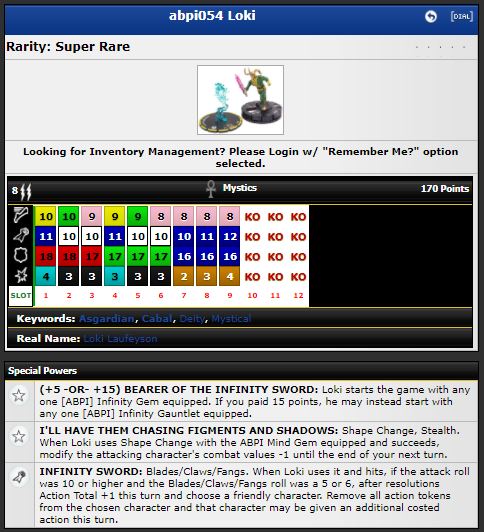 abpi054 Loki
[DIAL]
Rarity: Super Rare
Looking for Inventory Management? Please Login w/ "Remember Me?" option
selected.
8 Mystics 170 Points
10 10 9 9 9 8 8 8 8 KO KO KO
11 10 10 10 10 10 10 11 12 KO KO KO
18 18 18 17 17 17 16 16 16 KO KO KO
4 3 3 4 3 3 2 3 4 KO KO KO
SLOT 1 2 3 4 5 6 7 8 9 10 11 12
Keywords: Asgardian, Cabal, Deity, Mystical
Real Name: Loki Laufeyson
Special Powers
(+5 -OR- +15) BEARER OF THE INFINITY SWORD: Loki starts the game with any
one [ABPI] Infinity Gem equipped. If you paid 15 points, he may instead start with
any one [ABPI] Infinity Gauntlet equipped.
I'LL HAVE THEM CHASING FIGMENTS AND SHADOWS: Shape Change, Stealth.
When Loki uses Shape Change with the ABPI Mind Gem equipped and succeeds,
modify the attacking character's combat values -1 until the end of your next turn.
INFINITY SWORD: Blades/Claws/Fangs. When Loki uses it and hits, if the attack roll
was 10 or higher and the Blades/Claws/Fangs roll was a 5 or 6, after resolutions
Action Total +1 this turn and choose a friendly character. Remove all action tokens
from the chosen character and that character may be given an additional costed
action this turn.